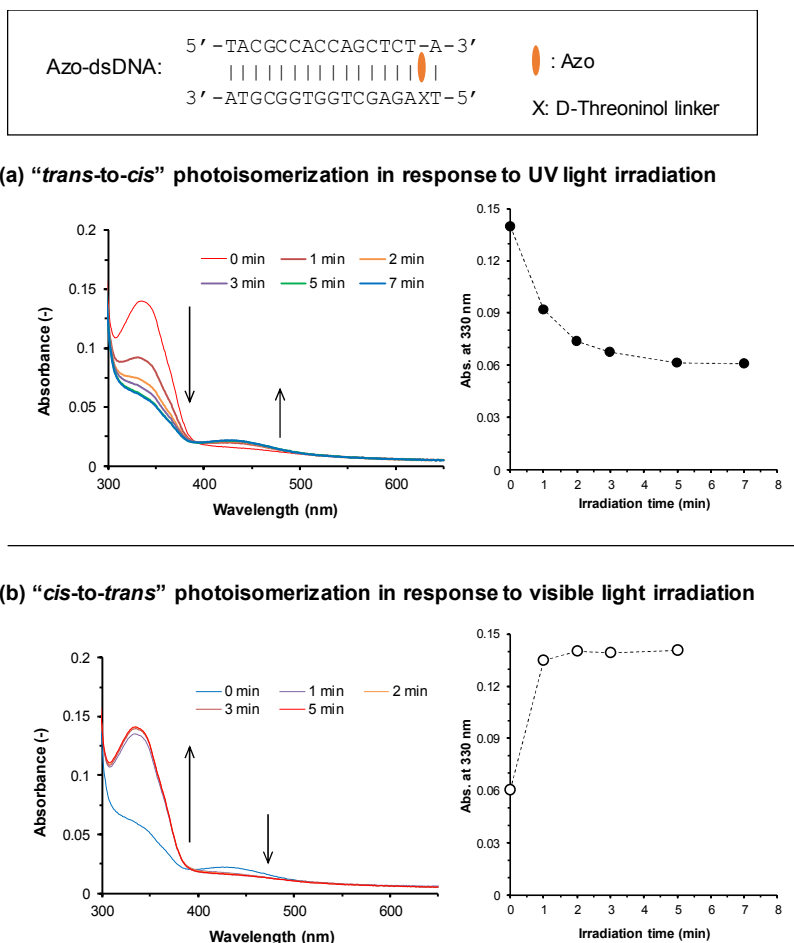 5′-TACGCCACCAGCTCT-A-3′
Azo-dsDNA:
: Azo
3′-ATGCGGTGGTCGAGAXT-5′
X: D-Threoninol linker
(a) “trans-to-cis” photoisomerization in response to UV light irradiation
0.2
0.15
0.1
0.05
0
Absorbance (-)
0 min 1 min 2 min
3 min 5 min 7 min
300 400 500 600
Wavelength (nm)
0.15
0.12
0.09
0.06
0.03
0
Abs. at 330 nm
0 1 2 3 4 5 6 7 8
Irradiation time (min)
(b) “cis-to-trans” photoisomerization in response to visible light irradiation
0.2
0.15
0.1
0.05
0
Absorbance (-)
0 min 1 min 2 min
3 min 5 min
300 400 500 600
Wavelength (nm)
0.15
0.12
0.09
0.06
0.03
0
Abs. at 330 nm
0 1 2 3 4 5 6 7 8
Irradiation time (min)